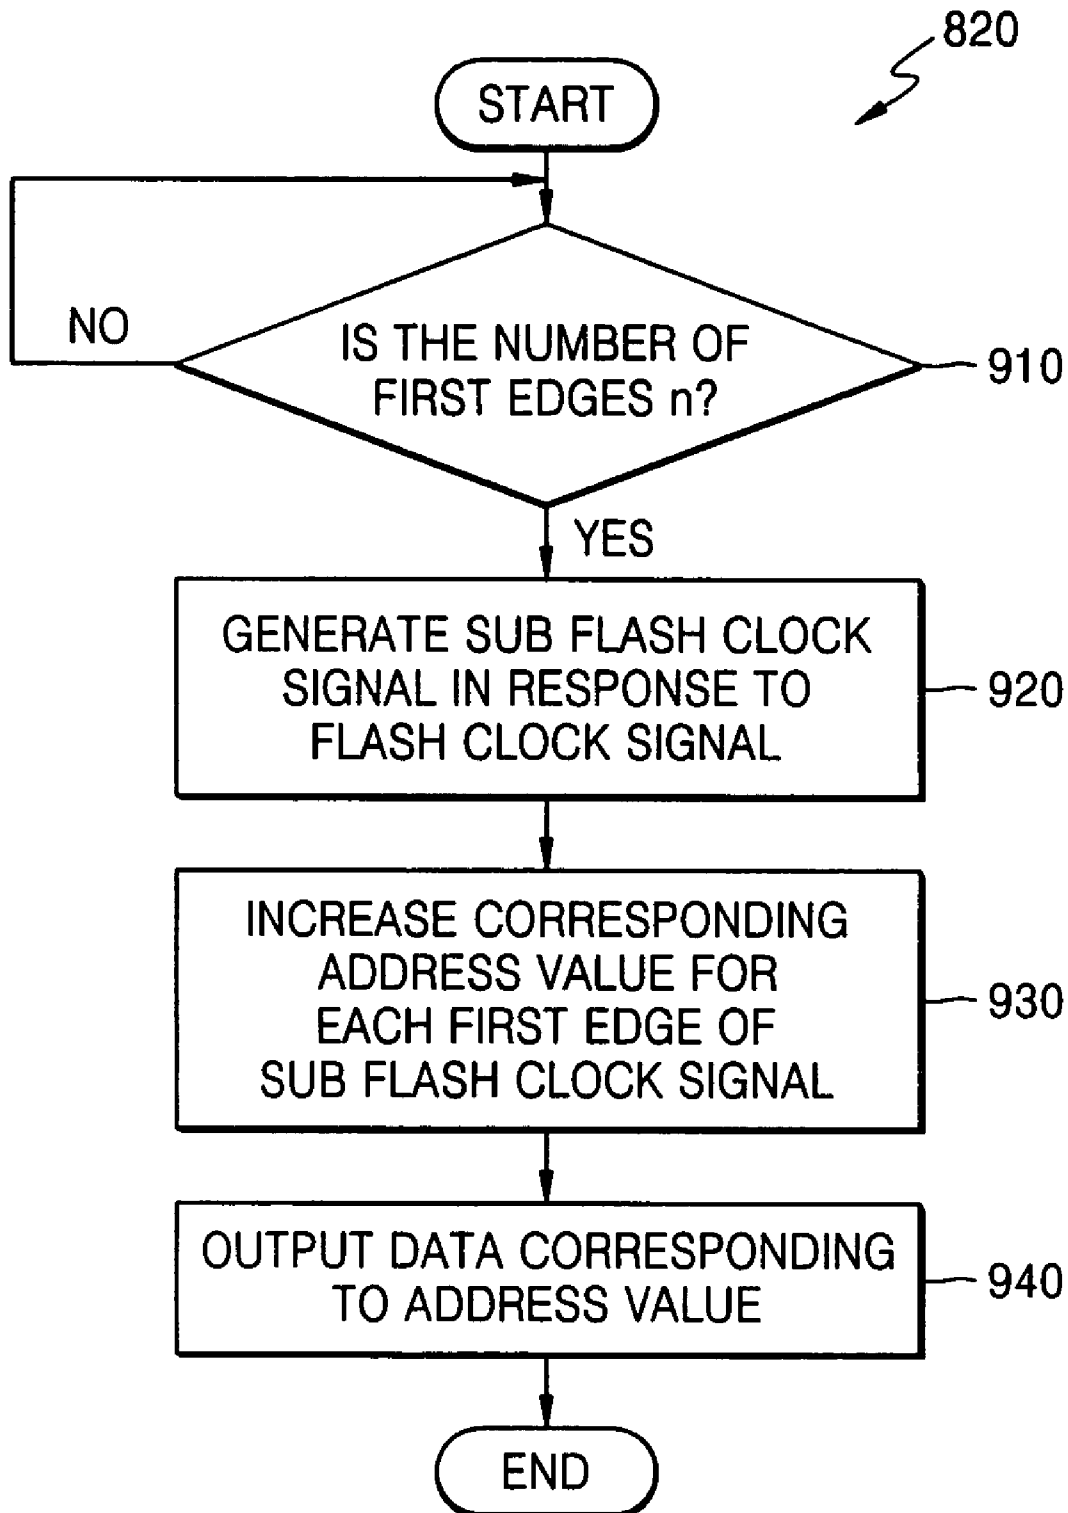 820
START
NO
IS THE NUMBER OF
FIRST EDGES n?
910
YES
GENERATE SUB FLASH CLOCK
SIGNAL IN RESPONSE TO
FLASH CLOCK SIGNAL
920
INCREASE CORRESPONDING
ADDRESS VALUE FOR
EACH FIRST EDGE OF
SUB FLASH CLOCK SIGNAL
930
OUTPUT DATA CORRESPONDING
TO ADDRESS VALUE
940
END